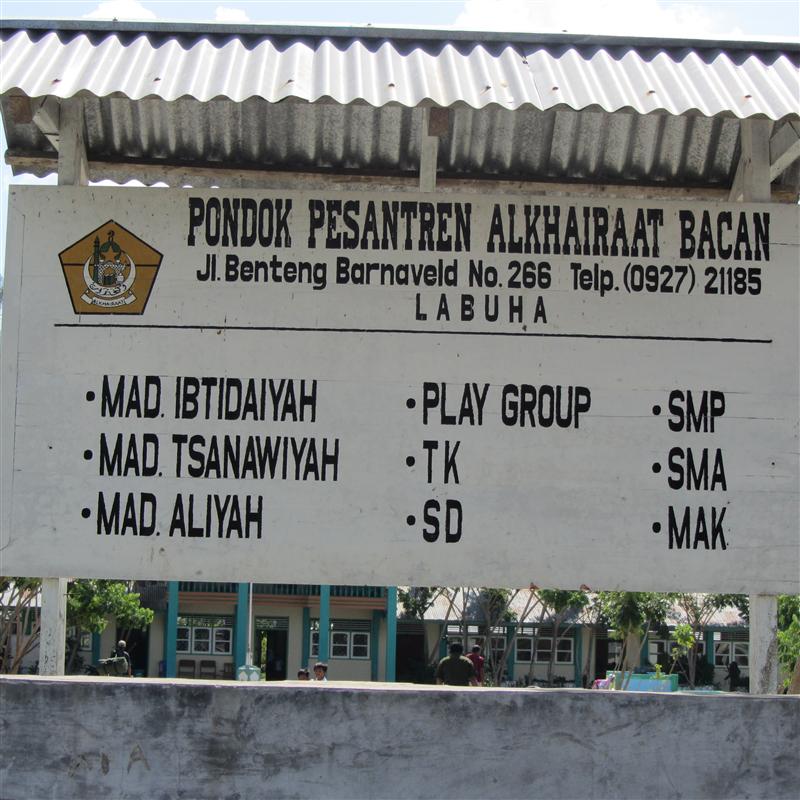 PONDOK PESANTREN ALKHAIRAAT BACAN
Jl. Benteng Barnaveld No. 266 Telp. (0927) 21185
LABUHA
ALKHAIRAAT
• MAD. IBTIDAIYAH
• MAD. TSANAWIYAH
• MAD. ALIYAH
• PLAY GROUP
• TK
• SD
• SMP
• SMA
• MAK